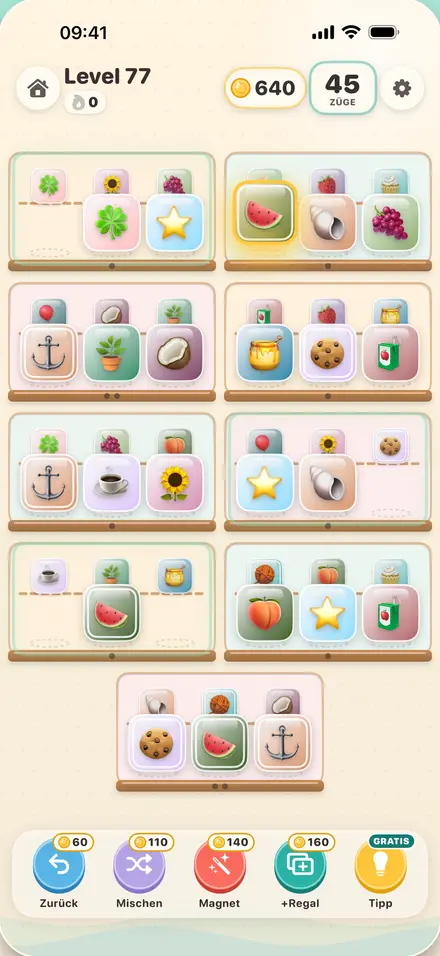 09:41
Level 77
0
640
45
ZÜGE
60
110
140
160
GRATIS
Zurück
Mischen
Magnet
+Regal
Tipp